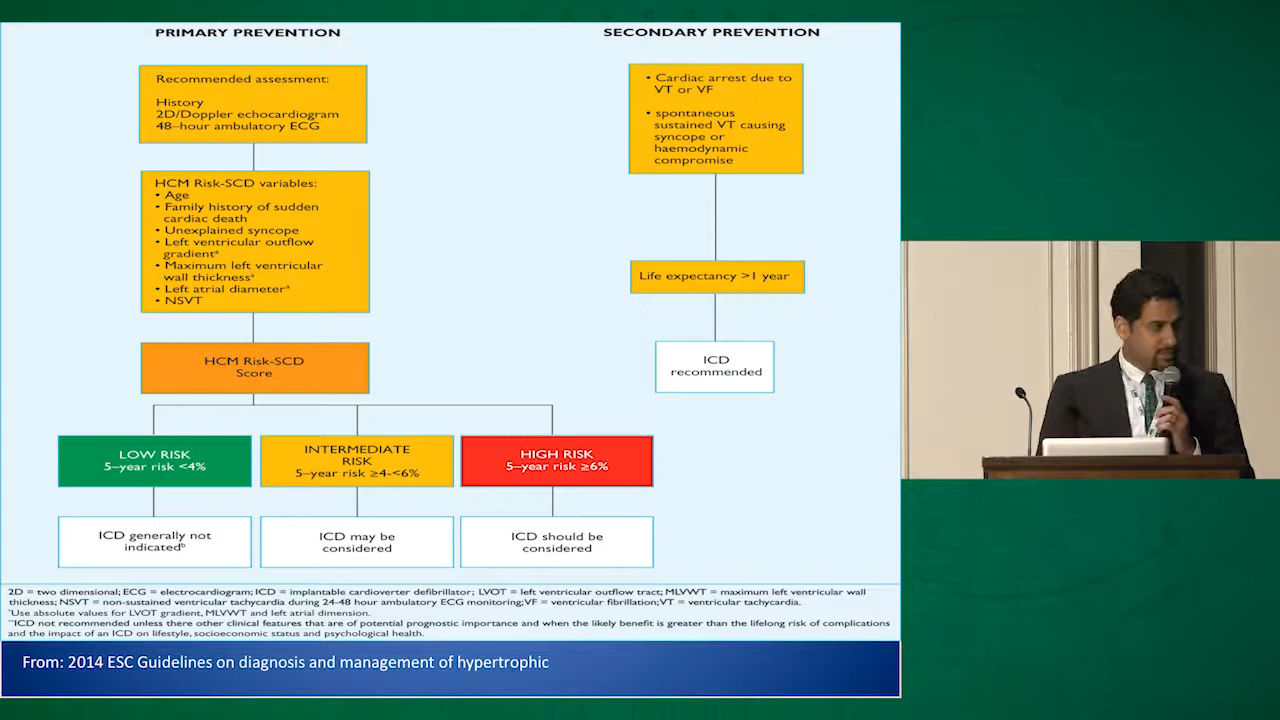 PRIMARY PREVENTION
Recommended assessment:
History
2D/Doppler echocardiogram
48–hour ambulatory ECG
HCM Risk-SCD variables:
• Age
• Family history of sudden
cardiac death
• Unexplained syncope
• Left ventricular outflow
gradientª
• Maximum left ventricular
wall thicknessª
• Left atrial diameterª
• NSVT
HCM Risk-SCD
Score
LOW RISK
5–year risk <4%
INTERMEDIATE
RISK
5–year risk ≥4-<6%
HIGH RISK
5–year risk ≥6%
ICD generally not
indicatedᵇ
ICD may be
considered
ICD should be
considered
SECONDARY PREVENTION
• Cardiac arrest due to
VT or VF
• spontaneous
sustained VT causing
syncope or
haemodynamic
compromise
Life expectancy >1 year
ICD
recommended
2D = two dimensional; ECG = electrocardiogram; ICD = implantable cardioverter defibrillator; LVOT = left ventricular outflow tract; MLVWT = maximum left ventricular wall
thickness; NSVT = non-sustained ventricular tachycardia during 24-48 hour ambulatory ECG monitoring; VF = ventricular fibrillation; VT = ventricular tachycardia.
Use absolute values for LVOT gradient, MLVWT and left atrial dimension.
ICD not recommended unless there other clinical features that are of potential prognostic importance and when the likely benefit is greater than the lifelong risk of complications
and the impact of an ICD on lifestyle, socioeconomic status and psychological health.
From: 2014 ESC Guidelines on diagnosis and management of hypertrophic